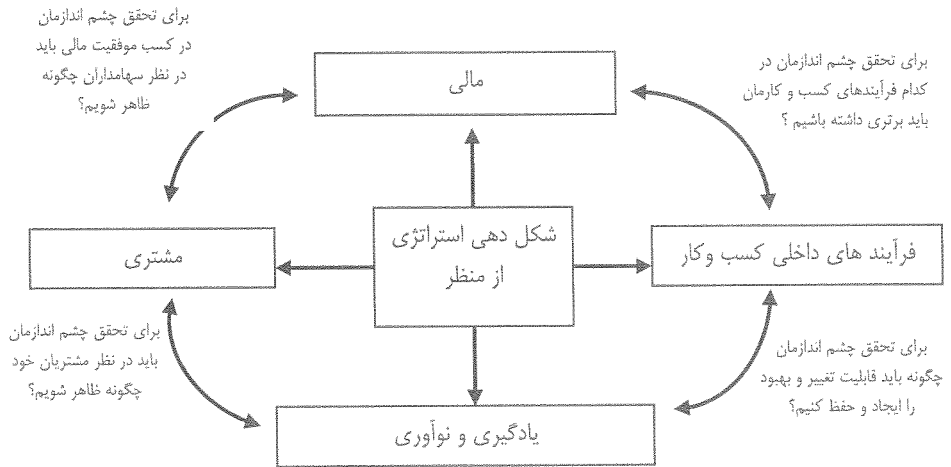 برای تحقق چشم اندازمان
در کسب موفقیت مالی باید
در نظر سهامداران چگونه
ظاهر شویم؟
مالی
برای تحقق چشم اندازمان در
کدام فرآیندهای کسب و کارمان
باید برتری داشته باشیم ؟
فرآیند های داخلی کسب وکار
شکل دهی استراتژی
از منظر
مشتری
برای تحقق چشم اندازمان
باید در نظر مشتریان خود
چگونه ظاهر شویم؟
برای تحقق چشم اندازمان
چگونه باید قابلیت تغییر و بهبود
را ایجاد و حفظ کنیم؟
یادگیری و نوآوری